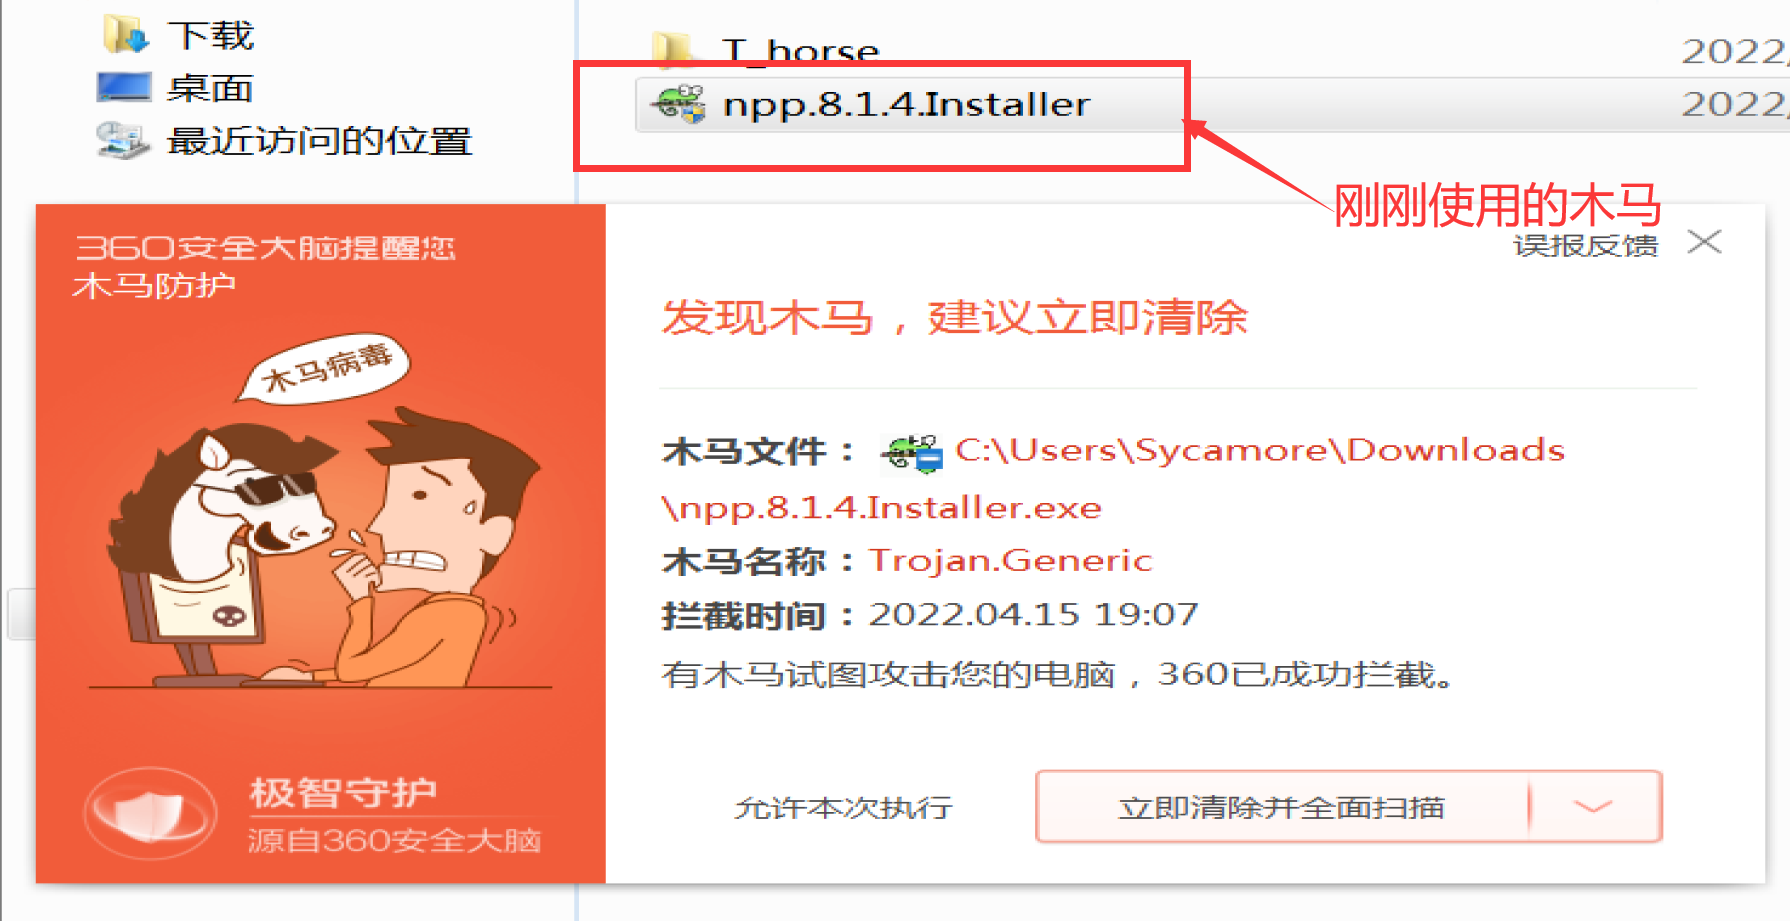 下载
桌面
最近访问的位置
T_horse
2022/
npp.8.1.4.Installer
2022/
刚刚使用的木马
360安全大脑提醒您
木马防护
木马病毒
极智守护
源自360安全大脑
误报反馈
发现木马，建议立即清除
木马文件：C:\Users\Sycamore\Downloads
\npp.8.1.4.Installer.exe
木马名称：Trojan.Generic
拦截时间：2022.04.15 19:07
有木马试图攻击您的电脑，360已成功拦截。
允许本次执行
立即清除并全面扫描